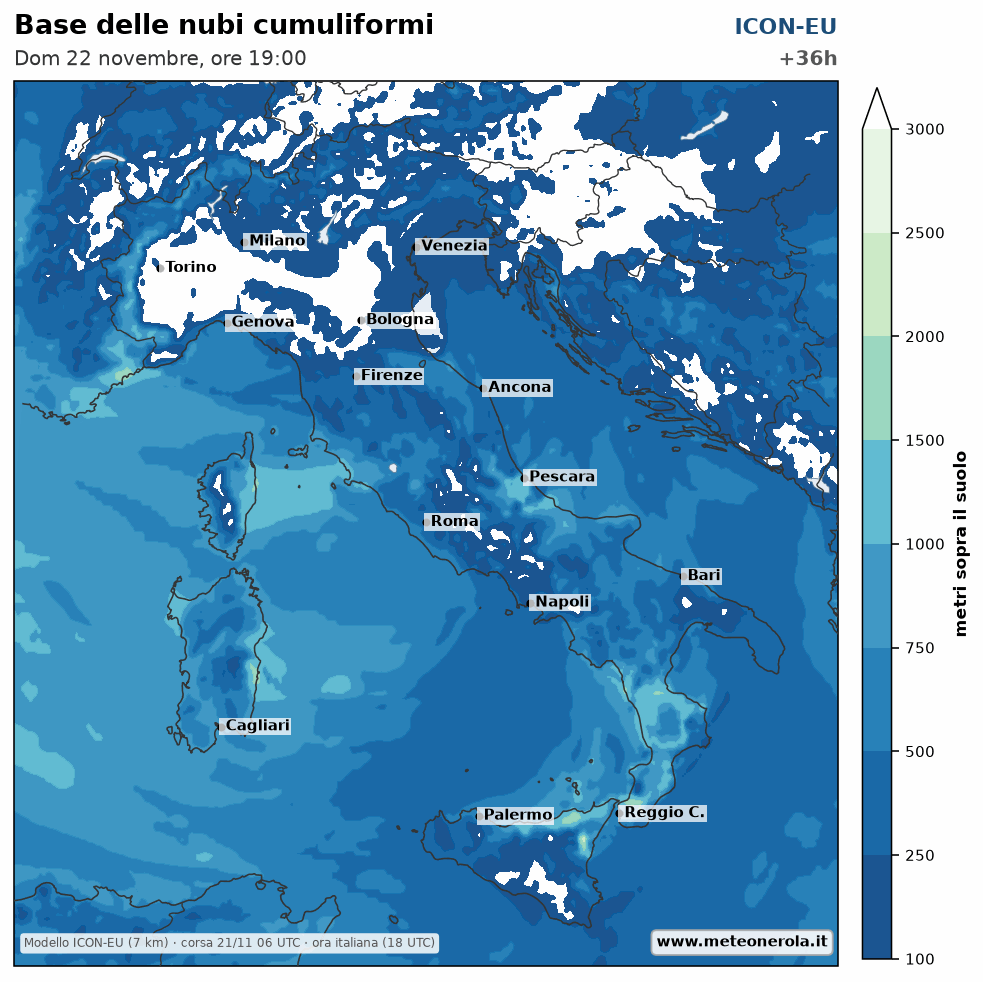 Base delle nubi cumuliformi
ICON-EU
Dom 22 novembre, ore 19:00
+36h
3000
2500
2000
1500
1000
750
500
250
100
metri sopra il suolo
Milano
Venezia
Torino
Genova
Bologna
Firenze
Ancona
Pescara
Roma
Bari
Napoli
Cagliari
Palermo
Reggio C.
Modello ICON-EU (7 km) · corsa 21/11 06 UTC · ora italiana (18 UTC)
www.meteonerola.it